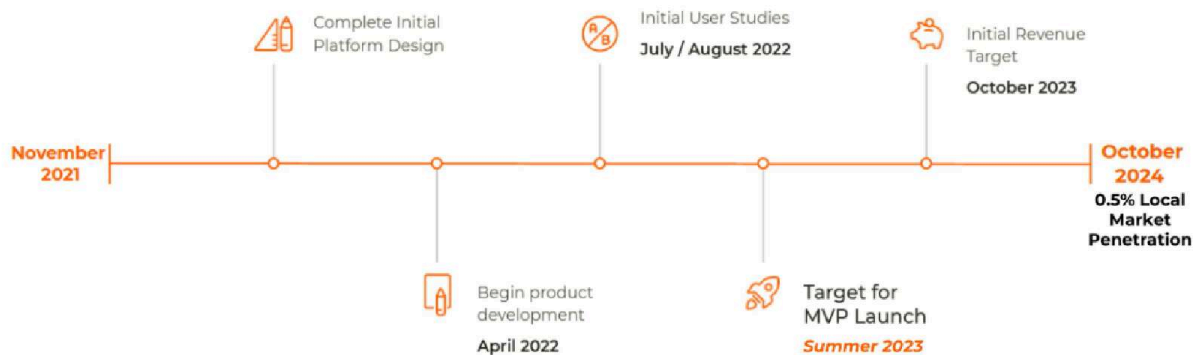 November
2021
Complete Initial
Platform Design
Begin product
development
April 2022
A
B
Initial User Studies
July / August 2022
Target for
MVP Launch
Summer 2023
Initial Revenue
Target
October 2023
October
2024
0.5% Local
Market
Penetration